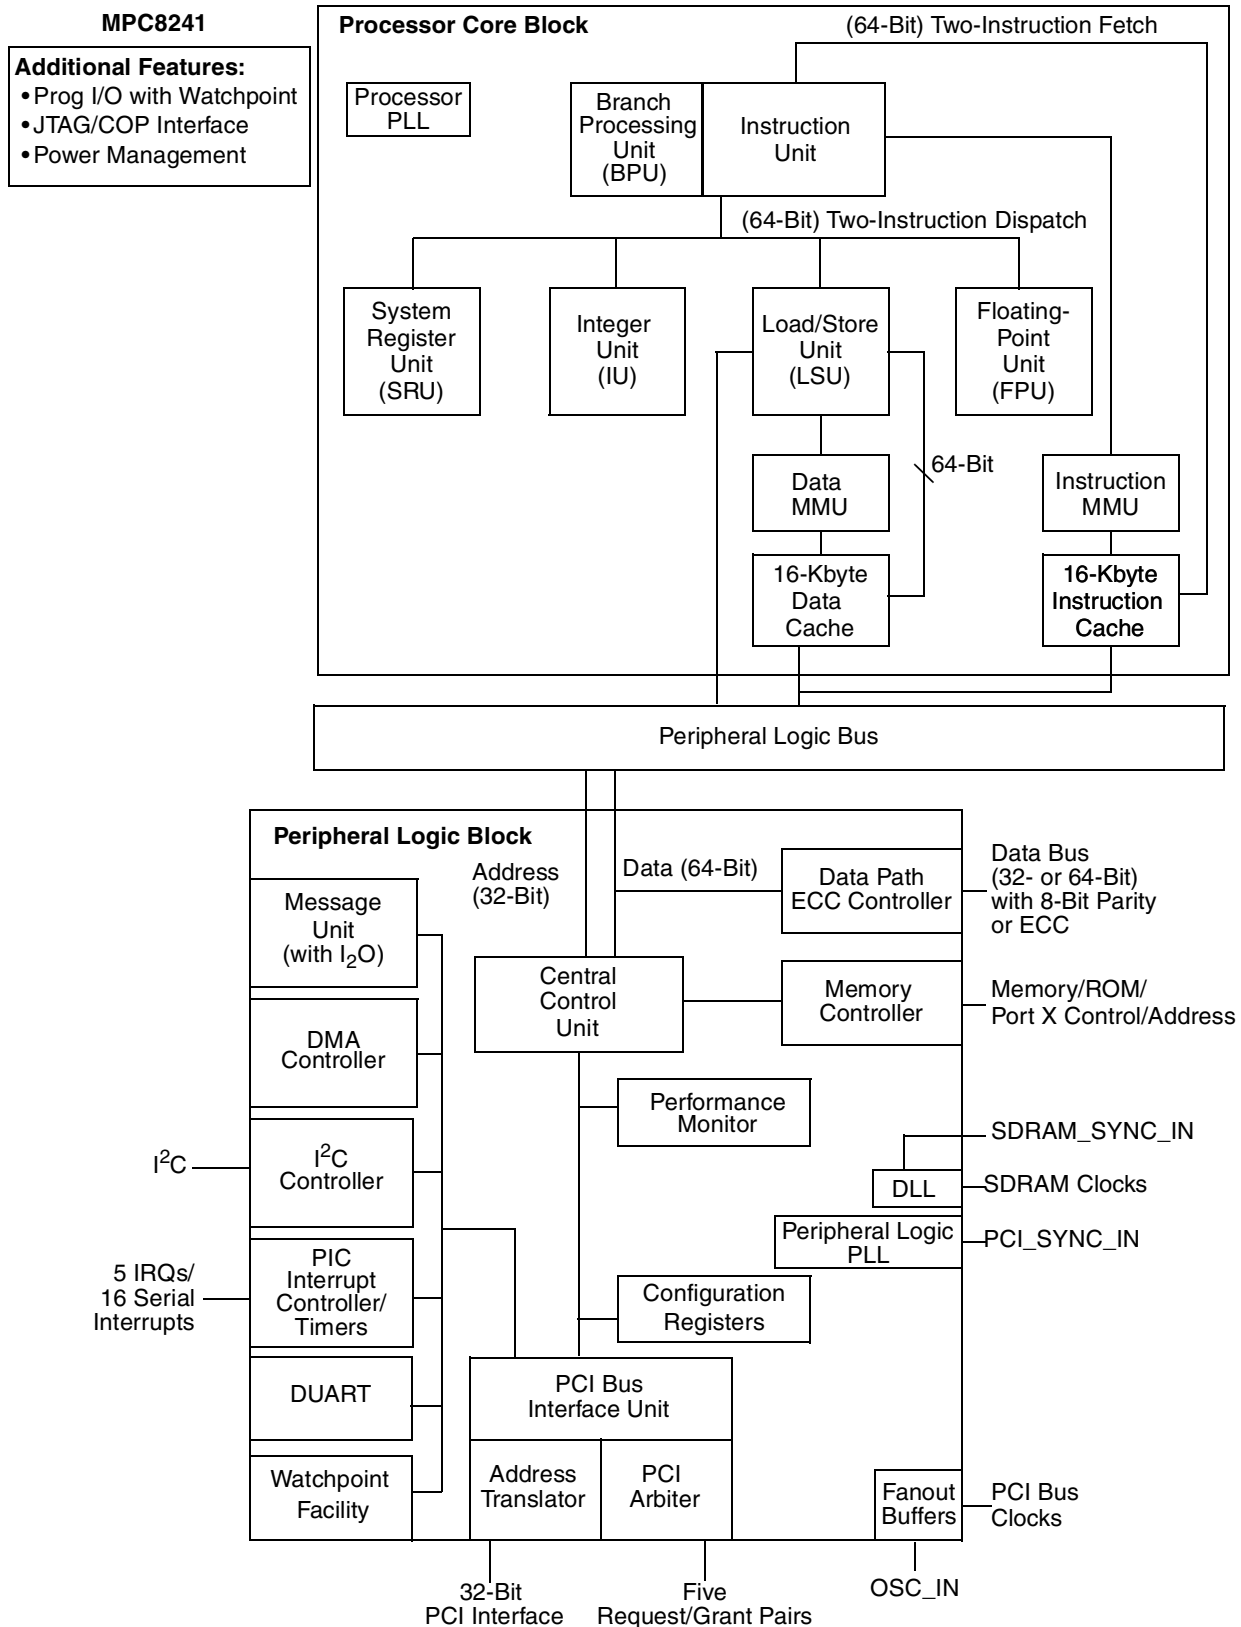 MPC8241
Additional Features:
•Prog I/O with Watchpoint
•JTAG/COP Interface
•Power Management
Processor Core Block
(64-Bit) Two-Instruction Fetch
Processor
PLL
Branch
Processing
Unit
(BPU)
Instruction
Unit
(64-Bit) Two-Instruction Dispatch
System
Register
Unit
(SRU)
Integer
Unit
(IU)
Load/Store
Unit
(LSU)
Floating-
Point
Unit
(FPU)
64-Bit
Data
MMU
Instruction
MMU
16-Kbyte
Data
Cache
16-Kbyte
Instruction
Cache
Peripheral Logic Bus
Peripheral Logic Block
Address
(32-Bit)
Data (64-Bit)
Data Path
ECC Controller
Data Bus
(32- or 64-Bit)
with 8-Bit Parity
or ECC
Message
Unit
(with I₂O)
Central
Control
Unit
Memory
Controller
Memory/ROM/
Port X Control/Address
DMA
Controller
Performance
Monitor
SDRAM_SYNC_IN
I²C
I²C
Controller
DLL
SDRAM Clocks
Peripheral Logic
PLL
PCI_SYNC_IN
5 IRQs/
16 Serial
Interrupts
PIC
Interrupt
Controller/
Timers
Configuration
Registers
DUART
PCI Bus
Interface Unit
Watchpoint
Facility
Address
Translator
PCI
Arbiter
Fanout
Buffers
PCI Bus
Clocks
32-Bit
PCI Interface
Five
Request/Grant Pairs
OSC_IN